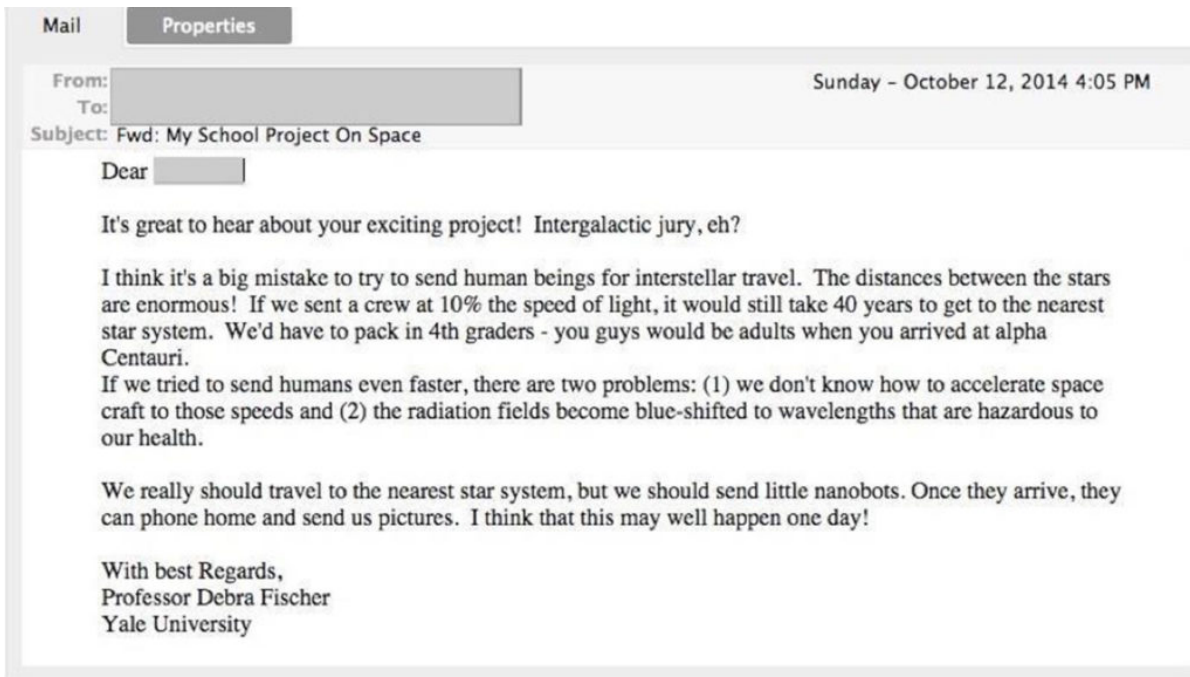 Mail Properties
From: Sunday - October 12, 2014 4:05 PM
To:
Subject: Fwd: My School Project On Space
Dear
It's great to hear about your exciting project!  Intergalactic jury, eh?
I think it's a big mistake to try to send human beings for interstellar travel.  The distances between the stars
are enormous!  If we sent a crew at 10% the speed of light, it would still take 40 years to get to the nearest
star system.  We'd have to pack in 4th graders - you guys would be adults when you arrived at alpha
Centauri.
If we tried to send humans even faster, there are two problems: (1) we don't know how to accelerate space
craft to those speeds and (2) the radiation fields become blue-shifted to wavelengths that are hazardous to
our health.
We really should travel to the nearest star system, but we should send little nanobots. Once they arrive, they
can phone home and send us pictures.  I think that this may well happen one day!
With best Regards,
Professor Debra Fischer
Yale University